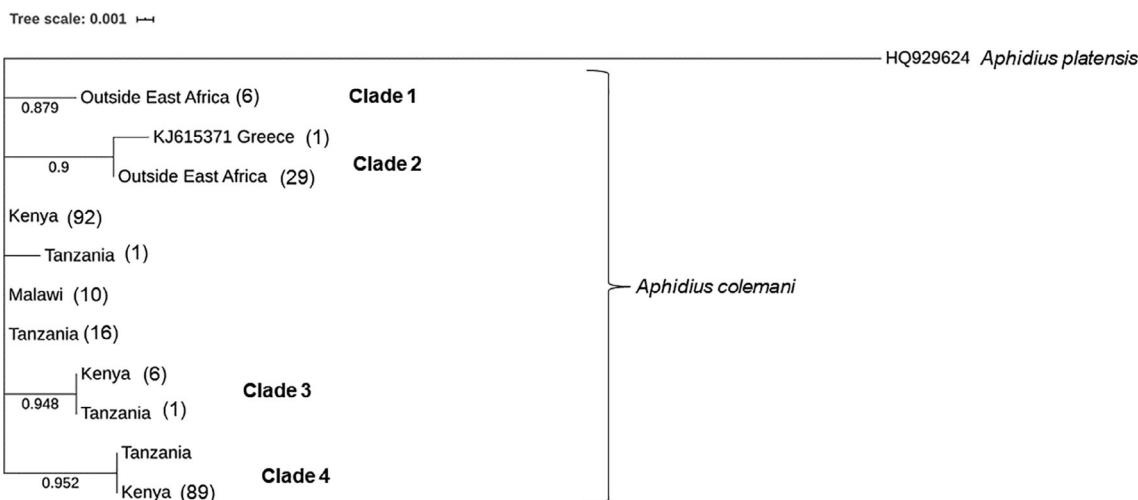 Tree scale: 0.001
HQ929624 Aphidius platensis
Outside East Africa (6) Clade 1
0.879
KJ615371 Greece (1)
Clade 2
0.9
Outside East Africa (29)
Kenya (92)
Tanzania (1)
Aphidius colemani
Malawi (10)
Tanzania (16)
Kenya (6)
Clade 3
0.948
Tanzania (1)
Tanzania
Clade 4
0.952
Kenya (89)